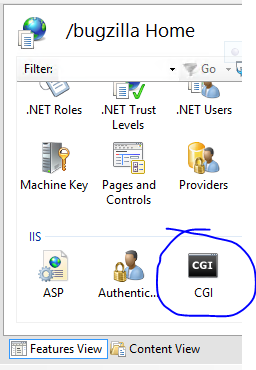 /bugzilla Home
Filter: Go
.NET Roles .NET Trust Levels .NET Users
Machine Key Pages and Controls Providers
IIS
CGI
ASP Authentic... CGI
Features View Content View